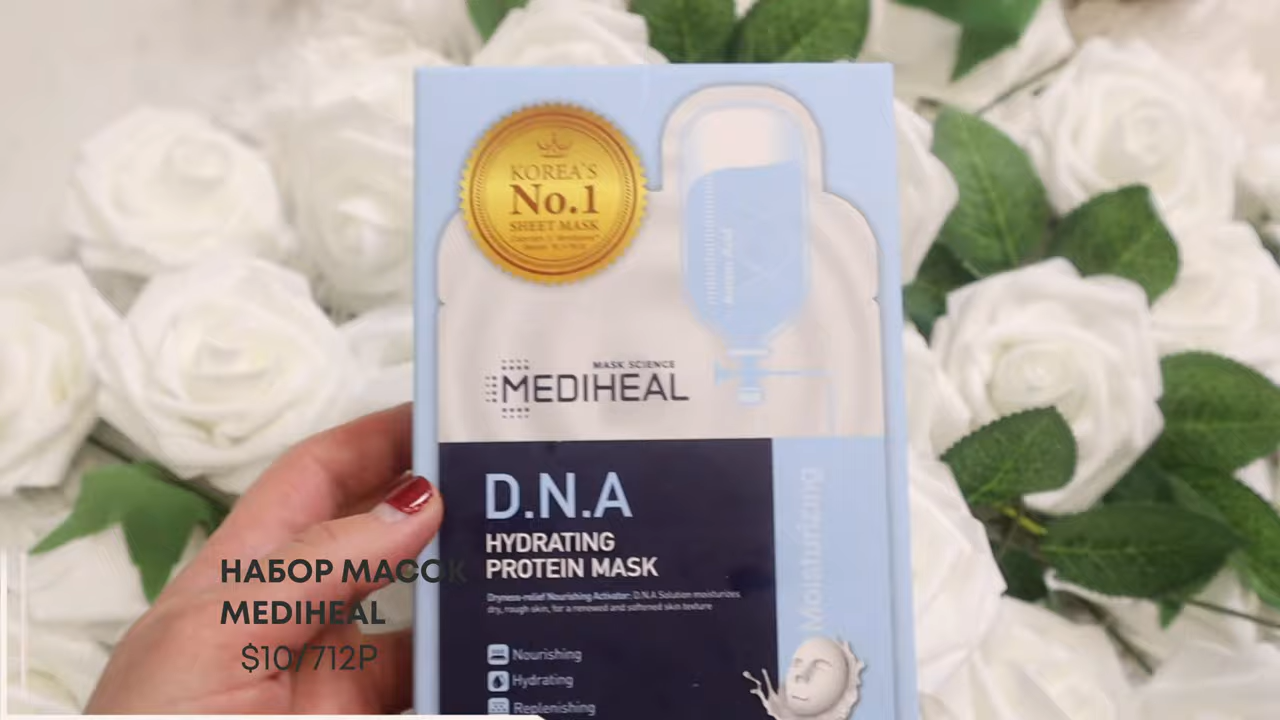 KOREA'S
No.1
SHEET MASK
MASK SCIENCE
MEDIHEAL
D.N.A
HYDRATING
PROTEIN MASK
Dryness-relief Nourishing Activator: D.N.A Solution moisturizes
dry, rough skin, for a renewed and softened skin texture
Nourishing
Hydrating
Replenishing
Moisturizing
НАБОР МАСОК
MEDIHEAL
$10/712Р